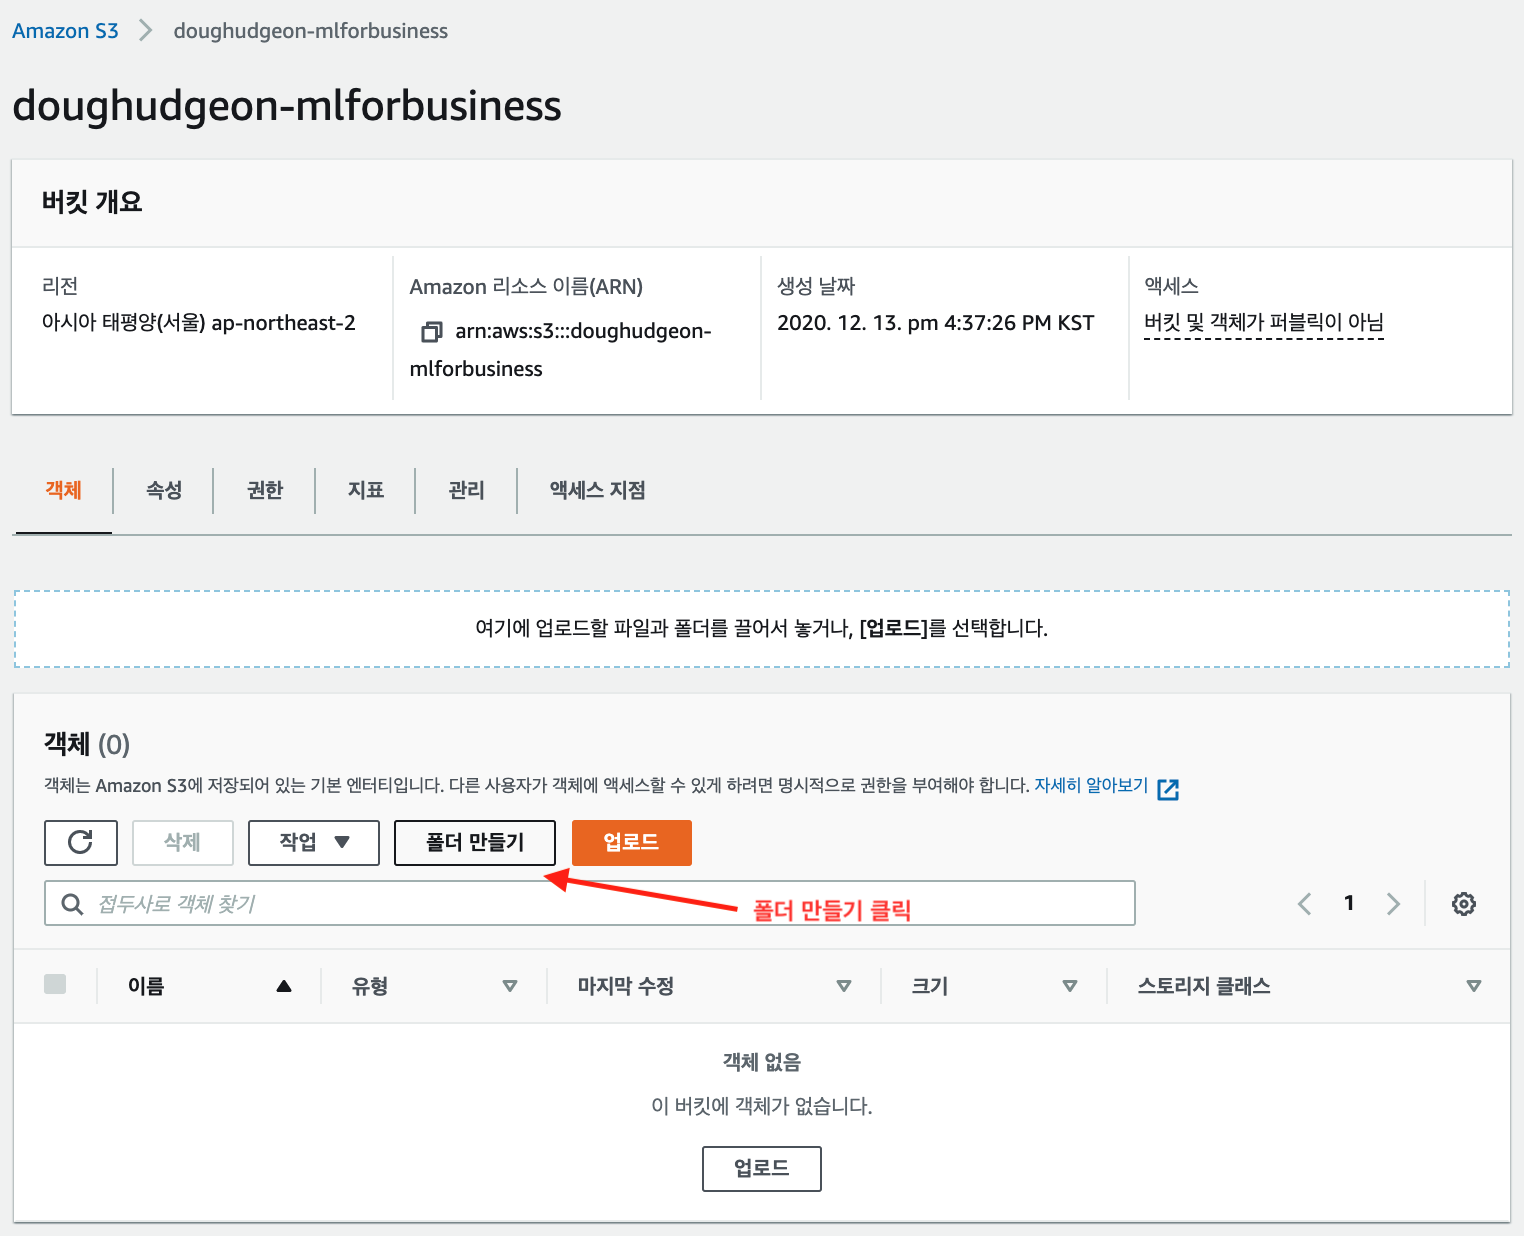 Amazon S3 > doughudgeon-mlforbusiness
doughudgeon-mlforbusiness
버킷 개요
리전
아시아 태평양(서울) ap-northeast-2
Amazon 리소스 이름(ARN)
arn:aws:s3:::doughudgeon-
mlforbusiness
생성 날짜
2020. 12. 13. pm 4:37:26 PM KST
액세스
버킷 및 객체가 퍼블릭이 아님
객체 속성 권한 지표 관리 액세스 지점
여기에 업로드할 파일과 폴더를 끌어서 놓거나, [업로드]를 선택합니다.
객체 (0)
객체는 Amazon S3에 저장되어 있는 기본 엔터티입니다. 다른 사용자가 객체에 액세스할 수 있게 하려면 명시적으로 권한을 부여해야 합니다. 자세히 알아보기
삭제 작업 폴더 만들기 업로드
접두사로 객체 찾기 1
폴더 만들기 클릭
이름 유형 마지막 수정 크기 스토리지 클래스
객체 없음
이 버킷에 객체가 없습니다.
업로드